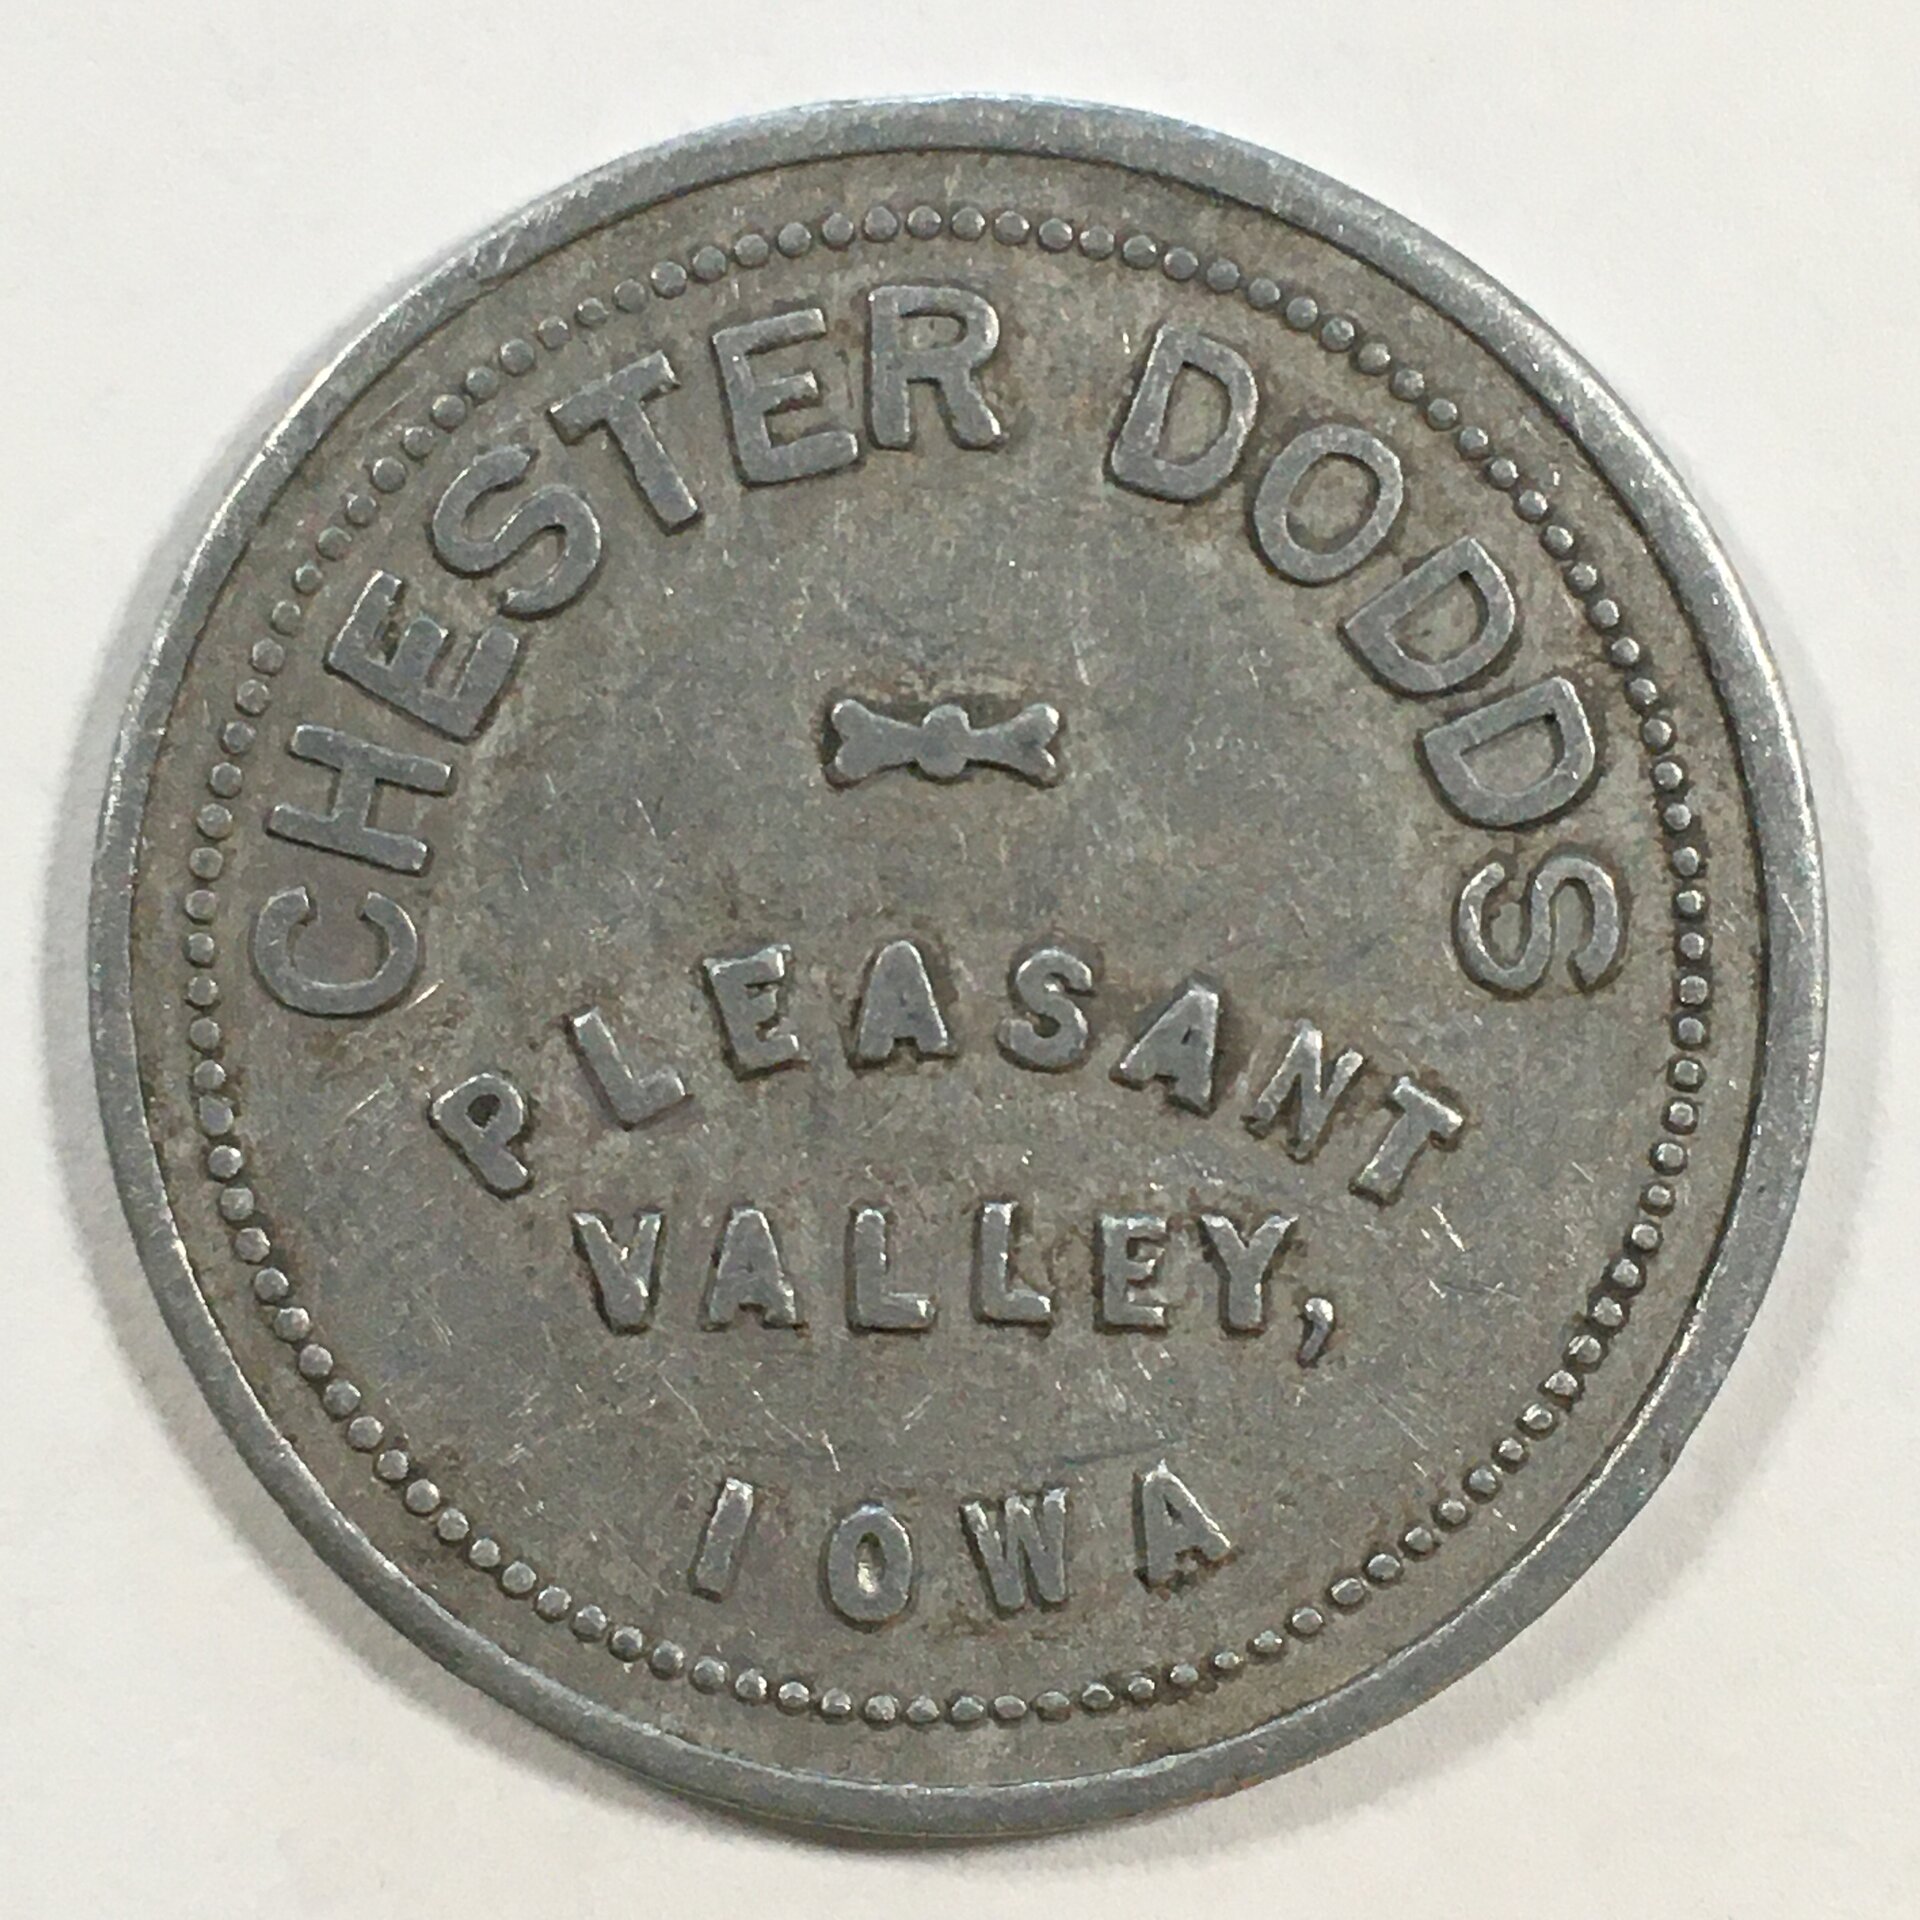 CHESTER DODDS
PLEASANT
VALLEY,
IOWA